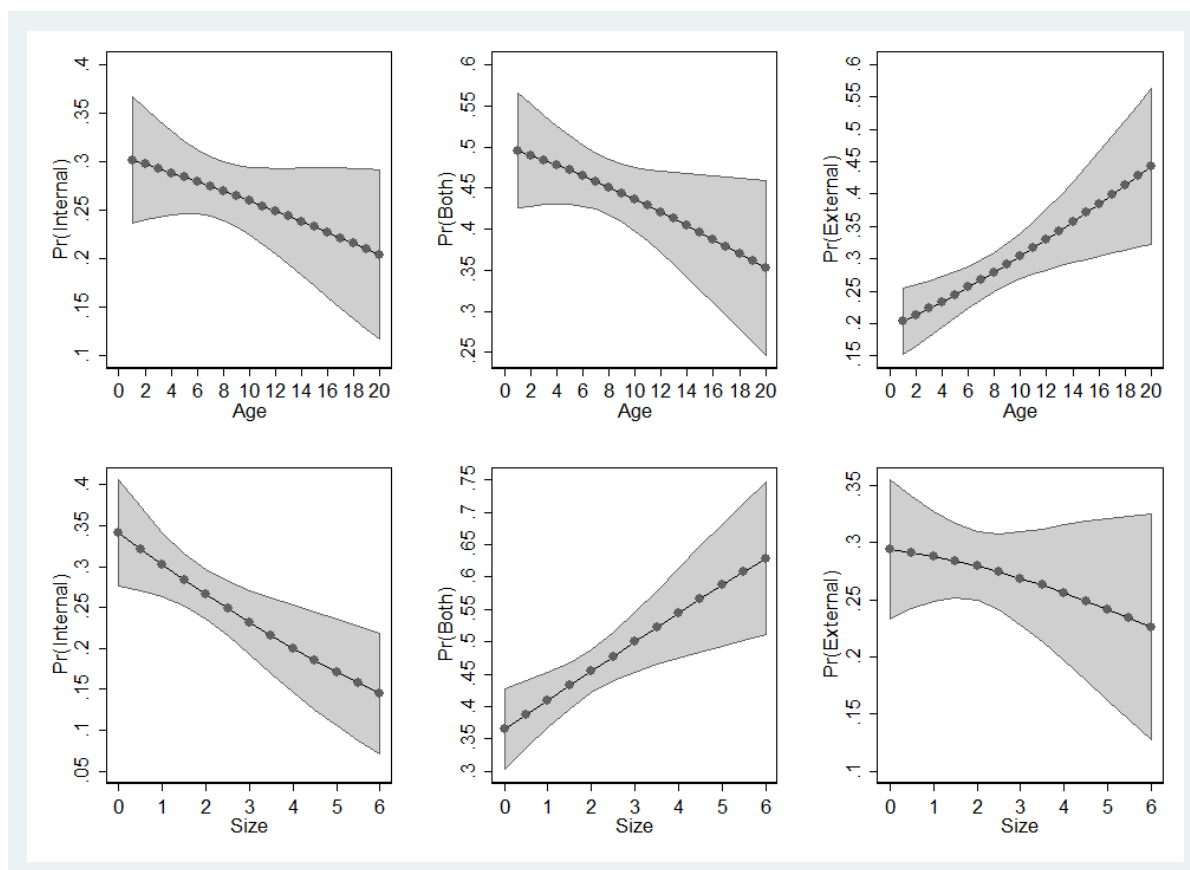 Pr(Internal)
.1 .15 .2 .25 .3 .35 .4
0 2 4 6 8 10 12 14 16 18 20
Age
Pr(Both)
.25 .3 .35 .4 .45 .5 .55 .6
0 2 4 6 8 10 12 14 16 18 20
Age
Pr(External)
.15 .2 .25 .3 .35 .4 .45 .5 .55 .6
0 2 4 6 8 10 12 14 16 18 20
Age
Pr(Internal)
.05 .1 .15 .2 .25 .3 .35 .4
0 1 2 3 4 5 6
Size
Pr(Both)
.3 .35 .4 .45 .5 .55 .6 .65 .7 .75
0 1 2 3 4 5 6
Size
Pr(External)
.1 .15 .2 .25 .3 .35
0 1 2 3 4 5 6
Size